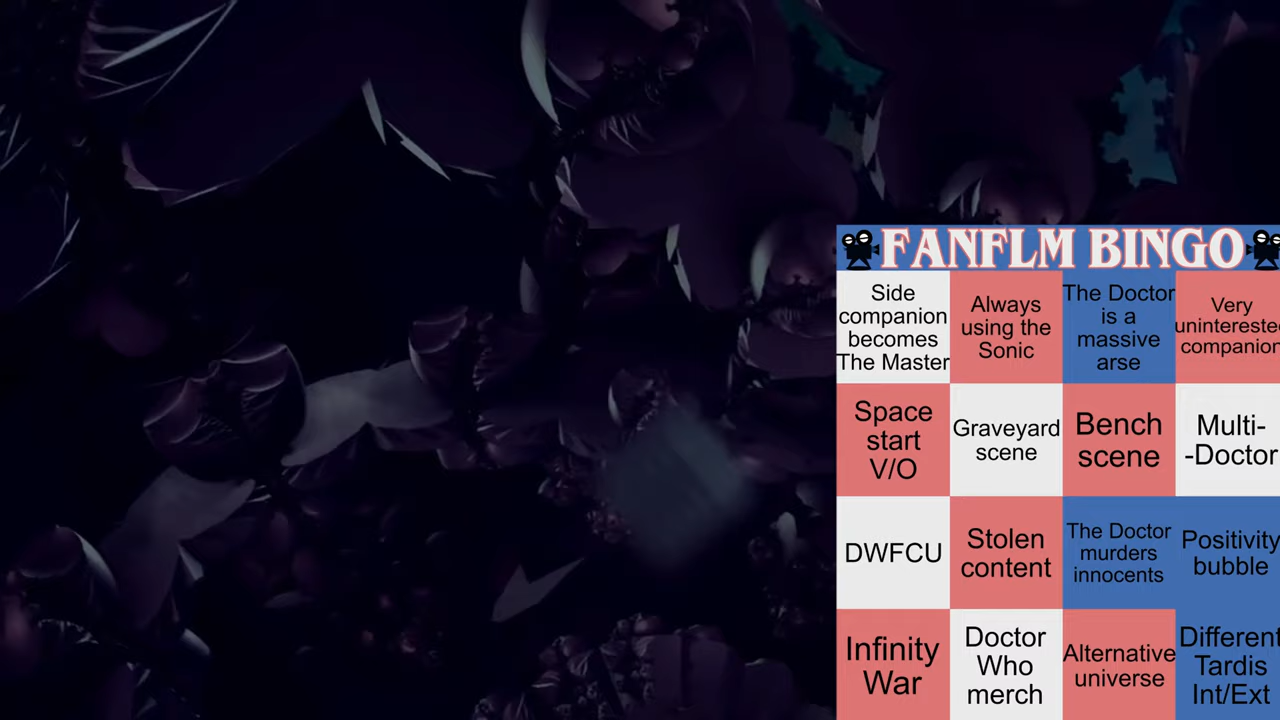 FANFLM BINGO
Side
companion
becomes
The Master
Always
using the
Sonic
The Doctor
is a
massive
arse
Very
uninterested
companion
Space
start
V/O
Graveyard
scene
Bench
scene
Multi-
-Doctor
DWFCU
Stolen
content
The Doctor
murders
innocents
Positivity
bubble
Infinity
War
Doctor
Who
merch
Alternative
universe
Different
Tardis
Int/Ext